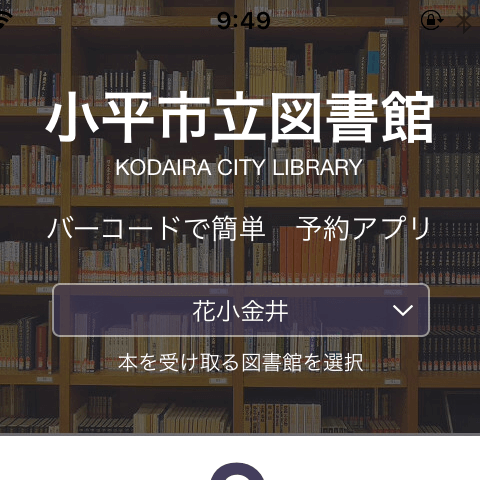 9:49
小平市立図書館
KODAIRA CITY LIBRARY
バーコードで簡単　予約アプリ
花小金井
本を受け取る図書館を選択